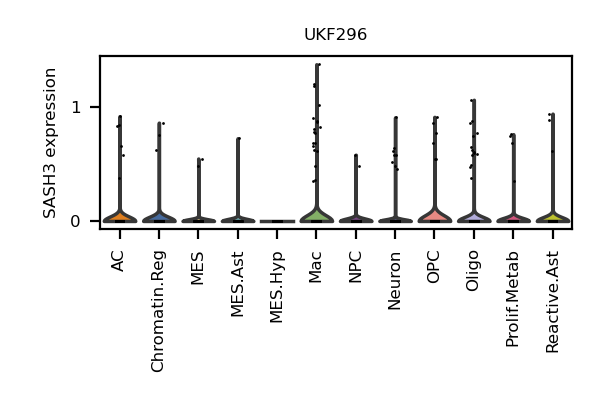 UKF296
SASH3 expression
1
0
AC
Chromatin.Reg
MES
MES.Ast
MES.Hyp
Mac
NPC
Neuron
OPC
Oligo
Prolif.Metab
Reactive.Ast